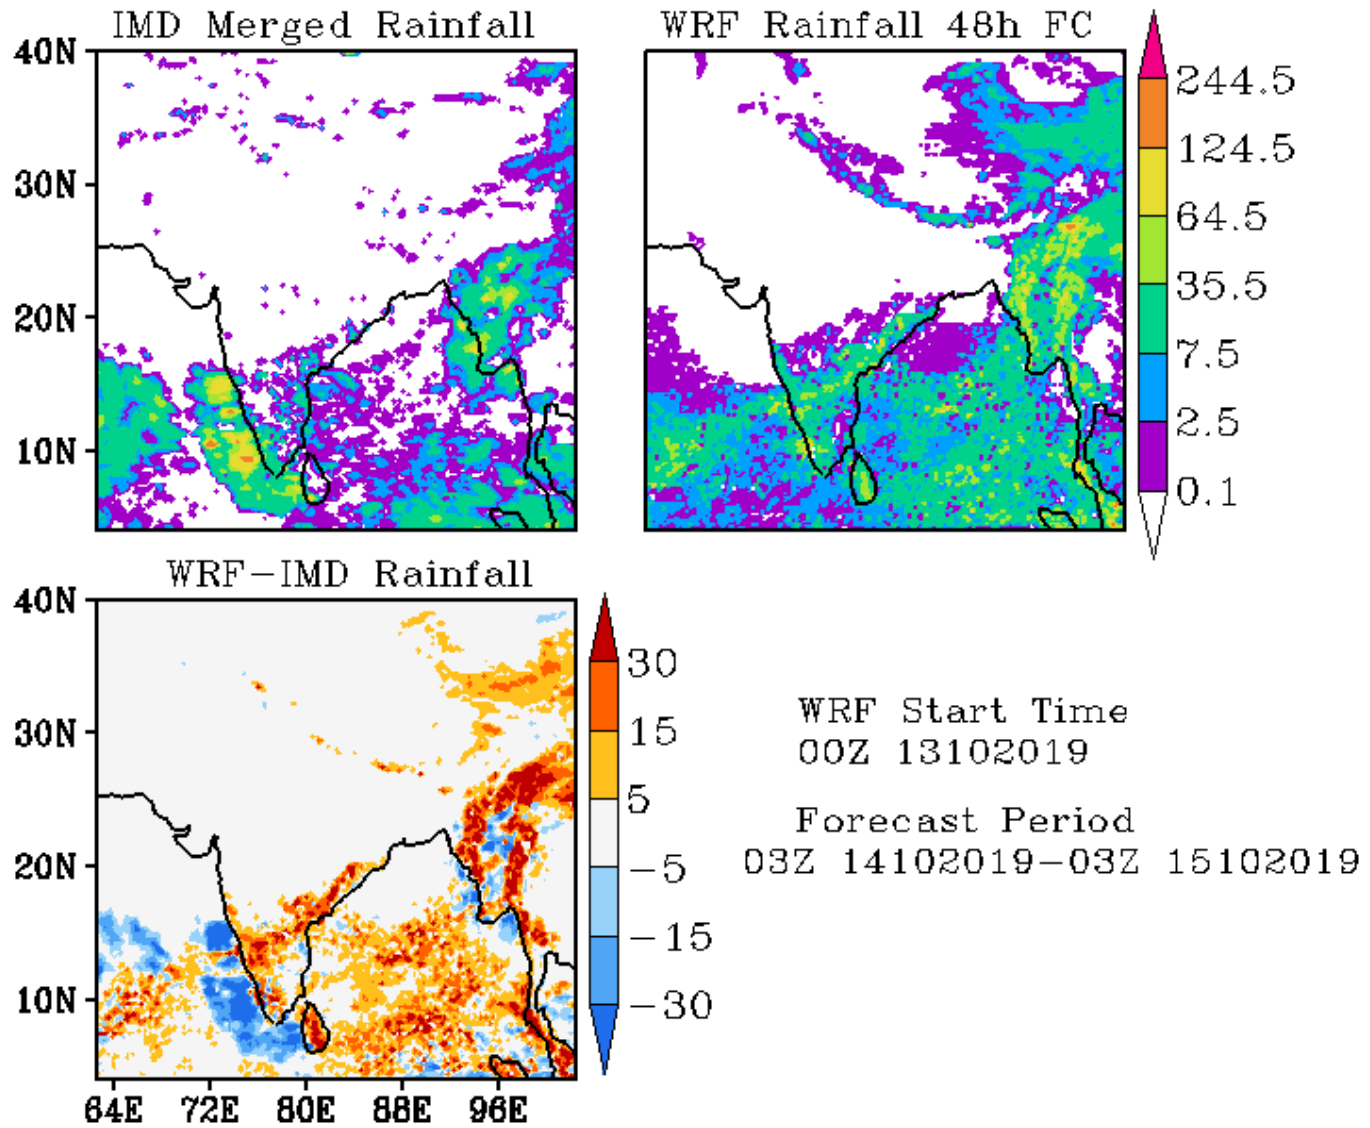 IMD Merged Rainfall
WRF Rainfall 48h FC
40N
30N
20N
10N
244.5
124.5
64.5
35.5
7.5
2.5
0.1
WRF-IMD Rainfall
40N
30N
20N
10N
64E 72E 80E 88E 96E
30
15
5
-5
-15
-30
WRF Start Time
00Z 13102019
Forecast Period
03Z 14102019-03Z 15102019